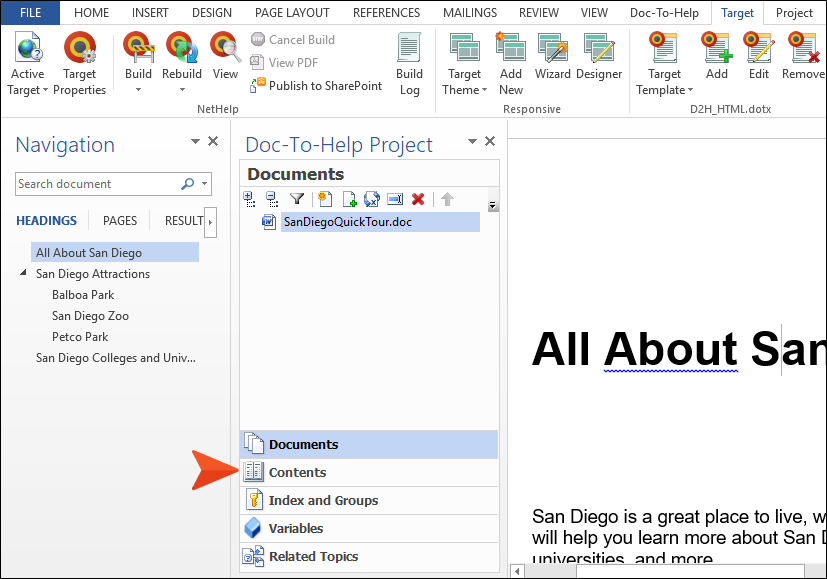 FILE HOME INSERT DESIGN PAGE LAYOUT REFERENCES MAILINGS REVIEW VIEW Doc-To-Help Target Project
Active Target
Target Properties
Build
Rebuild
View
Cancel Build
View PDF
Publish to SharePoint
Build Log
NetHelp
Target Theme
Add New
Wizard
Designer
Responsive
Target Template
Add
Edit
Remove
D2H_HTML.dotx
Navigation
Search document
HEADINGS PAGES RESULT
All About San Diego
San Diego Attractions
Balboa Park
San Diego Zoo
Petco Park
San Diego Colleges and Univ...
Doc-To-Help Project
Documents
SanDiegoQuickTour.doc
Documents
Contents
Index and Groups
Variables
Related Topics
All About San
San Diego is a great place to live, w
will help you learn more about San D
universities, and more.